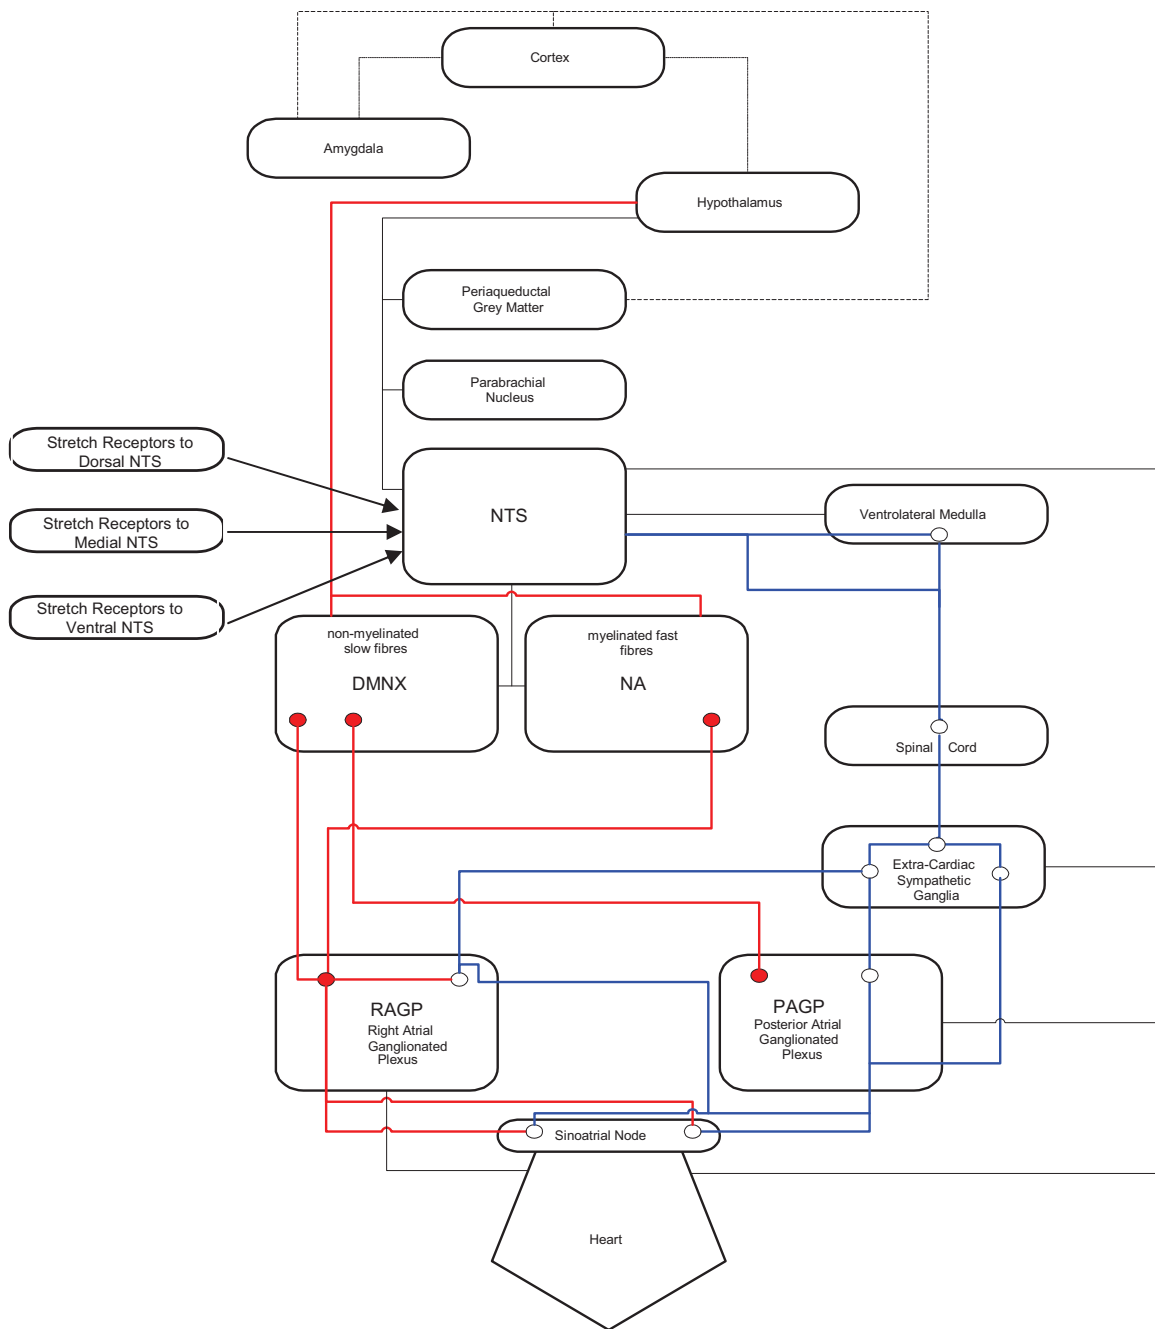 Cortex
Amygdala
Hypothalamus
Periaqueductal
Grey Matter
Parabrachial
Nucleus
Stretch Receptors to
Dorsal NTS
NTS
Ventrolateral Medulla
Stretch Receptors to
Medial NTS
Stretch Receptors to
Ventral NTS
non-myelinated
slow fibres
DMNX
myelinated fast
fibres
NA
Spinal Cord
Extra-Cardiac
Sympathetic
Ganglia
RAGP
Right Atrial
Ganglionated
Plexus
PAGP
Posterior Atrial
Ganglionated
Plexus
Sinoatrial Node
Heart